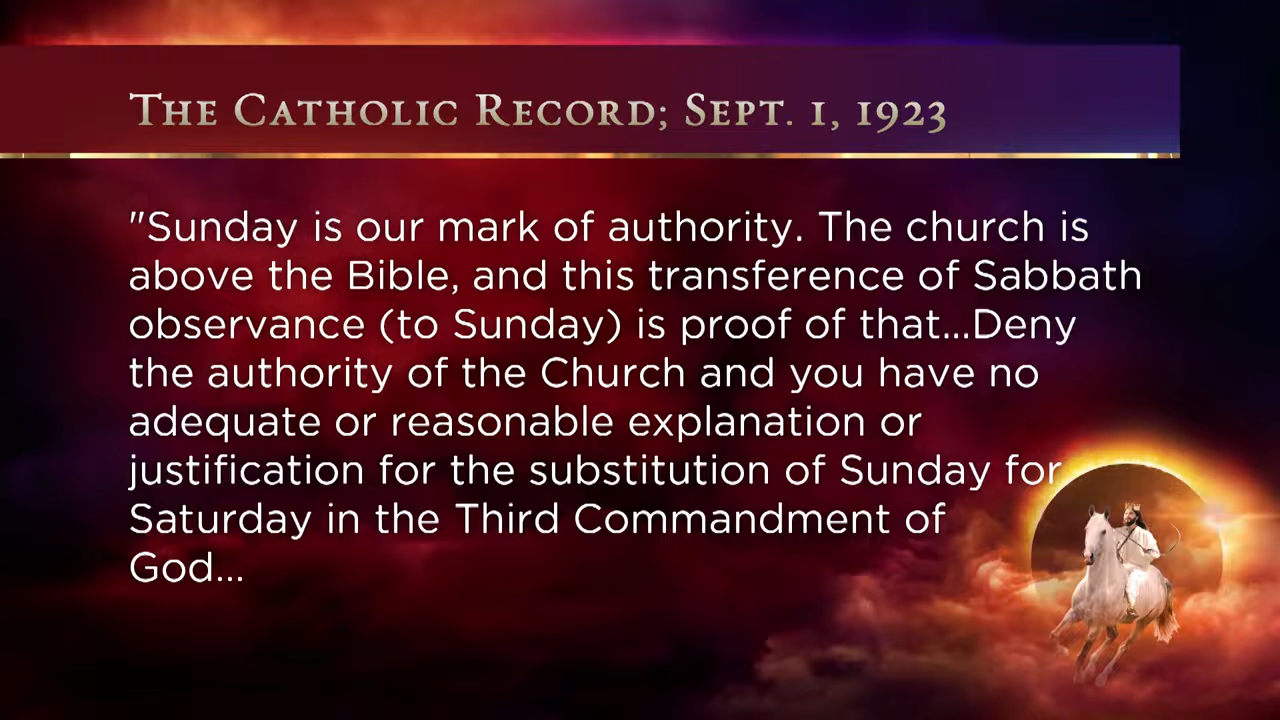 The Catholic Record; Sept. 1, 1923
"Sunday is our mark of authority. The church is
above the Bible, and this transference of Sabbath
observance (to Sunday) is proof of that...Deny
the authority of the Church and you have no
adequate or reasonable explanation or
justification for the substitution of Sunday for
Saturday in the Third Commandment of
God...